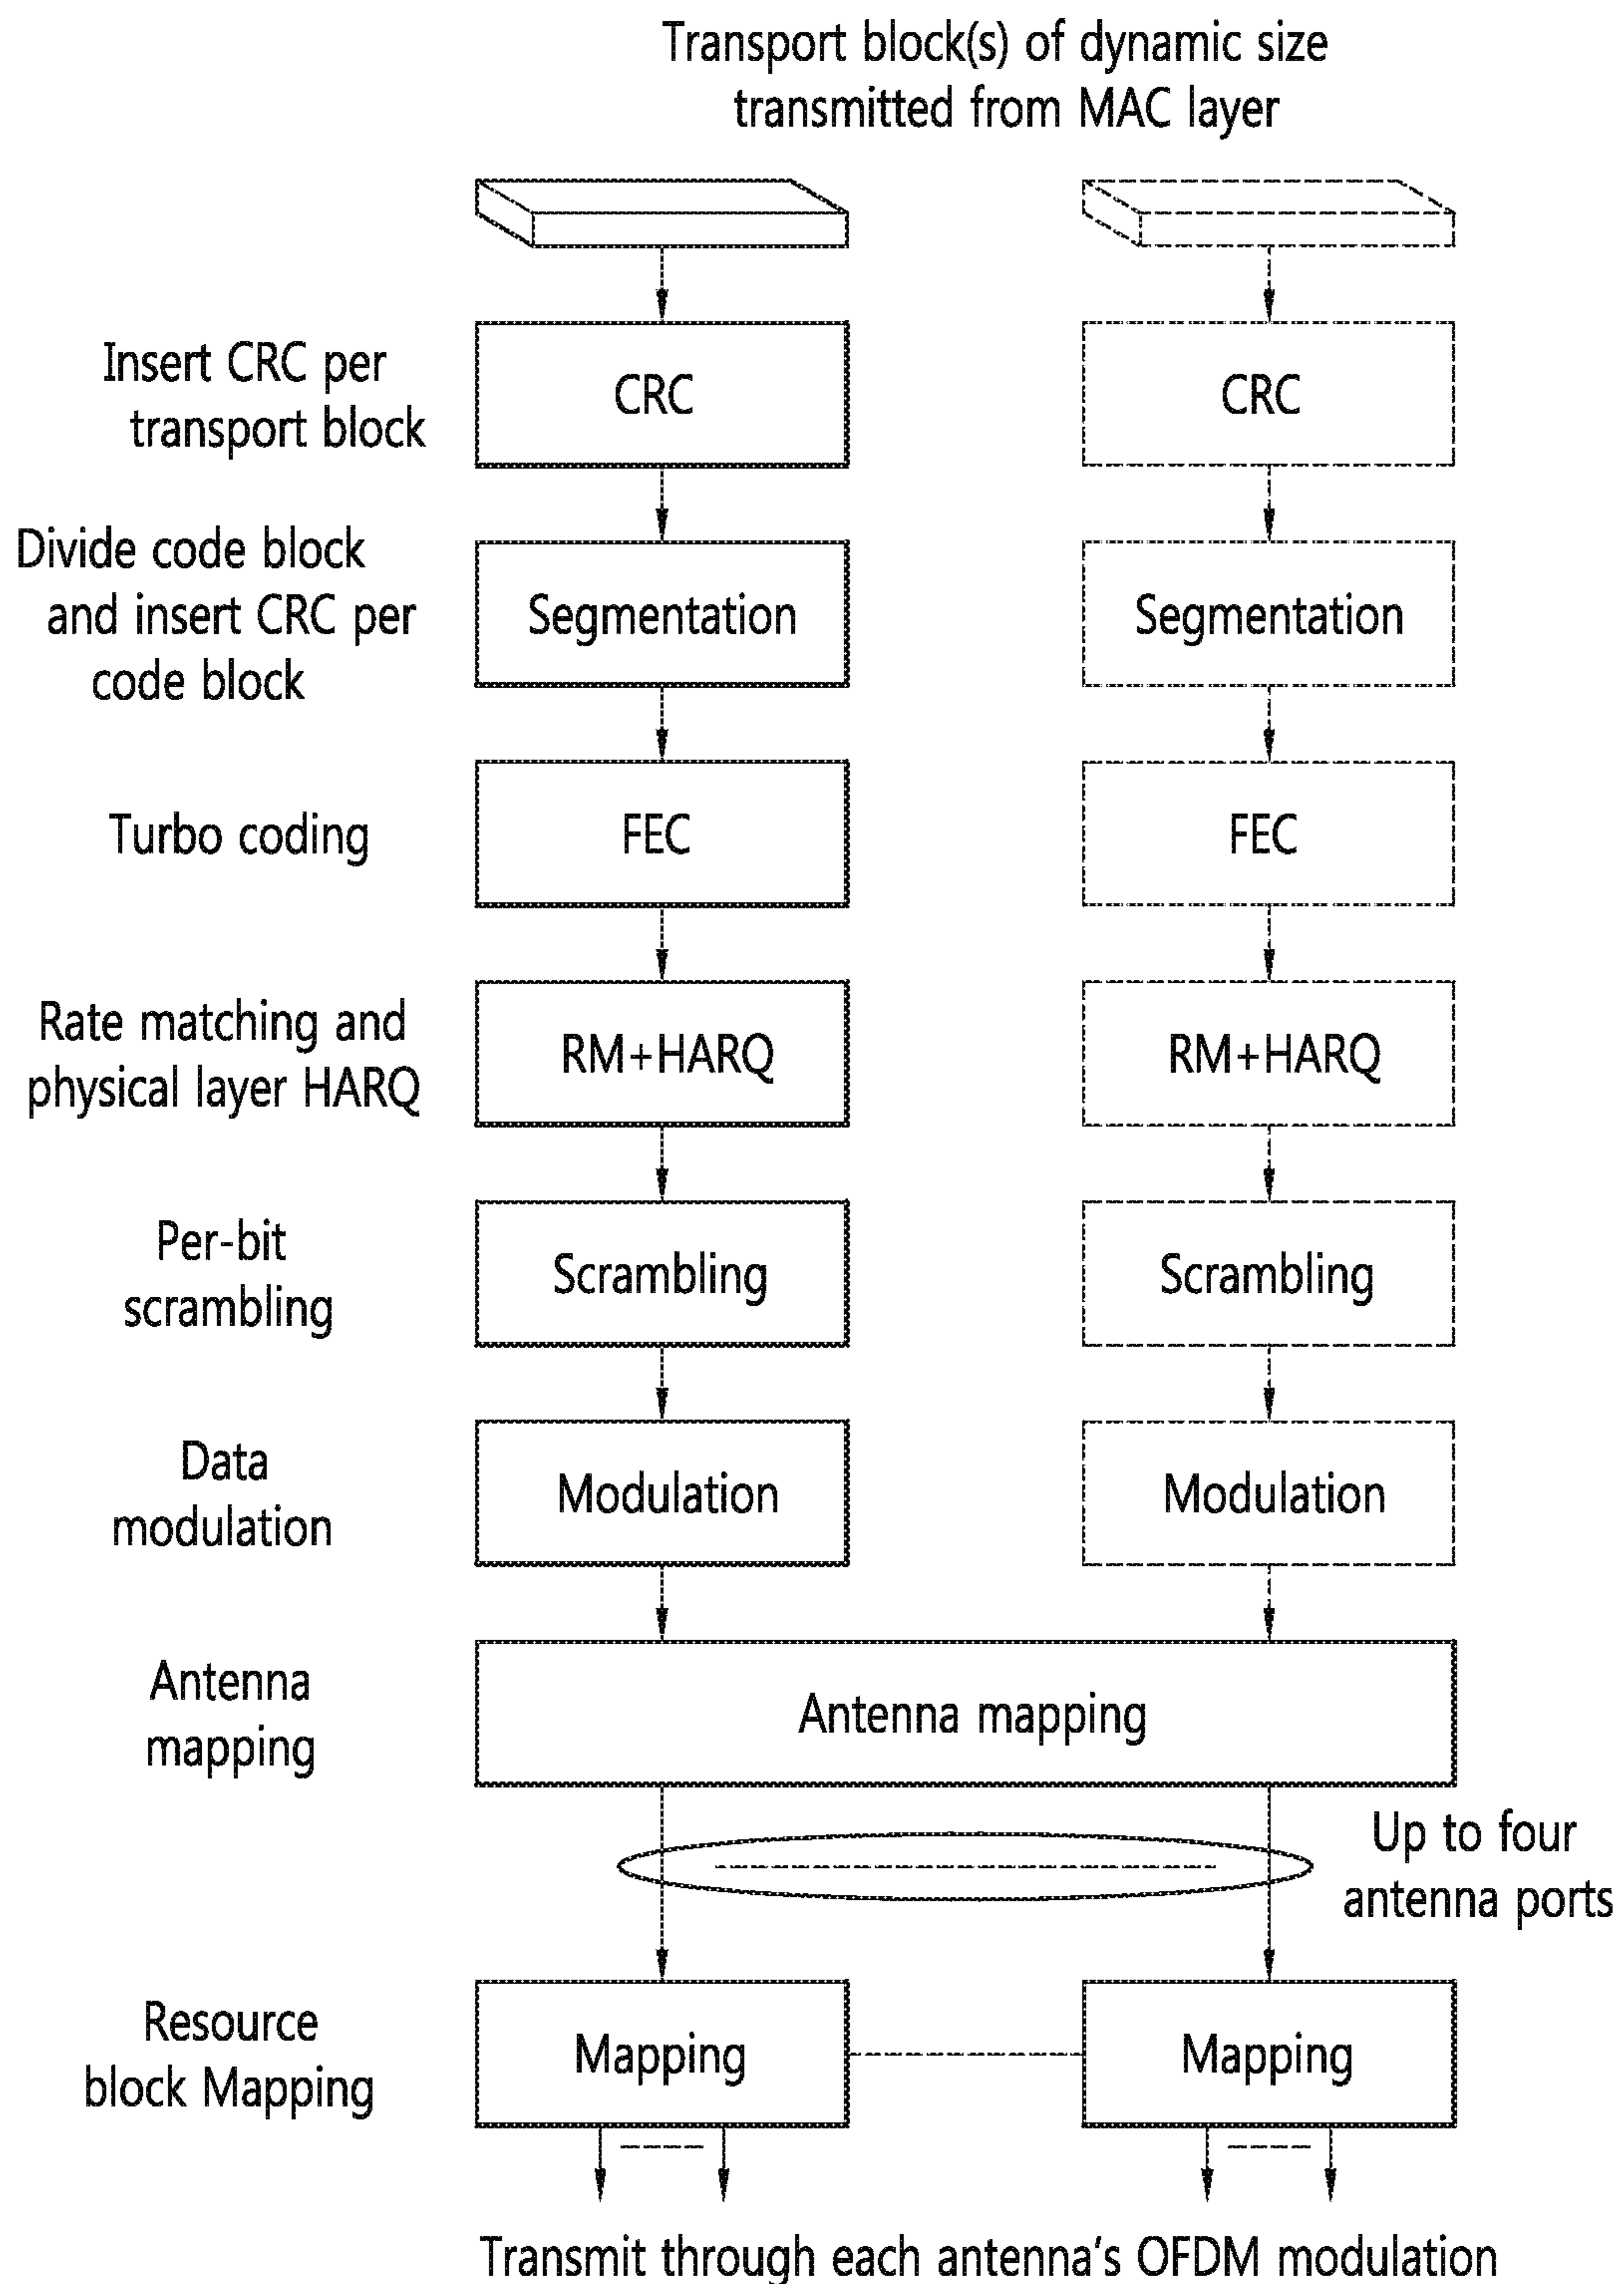 Transport block(s) of dynamic size
transmitted from MAC layer
Insert CRC per
transport block
CRC
CRC
Divide code block
and insert CRC per
code block
Segmentation
Segmentation
Turbo coding
FEC
FEC
Rate matching and
physical layer HARQ
RM+HARQ
RM+HARQ
Per-bit
scrambling
Scrambling
Scrambling
Data
modulation
Modulation
Modulation
Antenna
mapping
Antenna mapping
Up to four
antenna ports
Resource
block Mapping
Mapping
Mapping
Transmit through each antenna's OFDM modulation